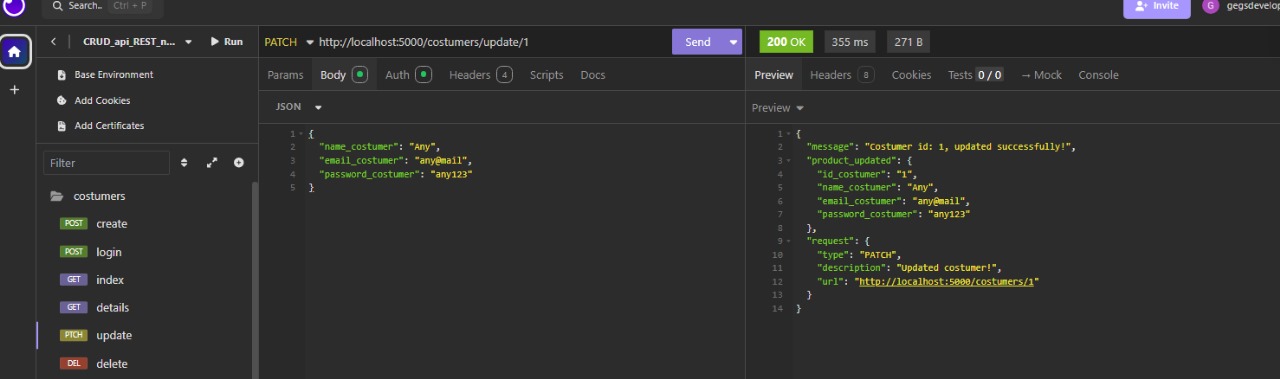 Search.. Ctrl + P
Invite G gegsdevelop
CRUD_api_REST_n... Run
PATCH http://localhost:5000/costumers/update/1 Send
200 OK 355 ms 271 B
Base Environment
Add Cookies
Add Certificates
Params Body Auth Headers 4 Scripts Docs
Preview Headers 8 Cookies Tests 0 / 0 → Mock Console
JSON
Preview
Filter
costumers
POST create
POST login
GET index
GET details
PTCH update
DEL delete
1 {
2 "name_costumer": "Any",
3 "email_costumer": "any@mail",
4 "password_costumer": "any123"
5 }
1 {
2 "message": "Costumer id: 1, updated successfully!",
3 "product_updated": {
4 "id_costumer": "1",
5 "name_costumer": "Any",
6 "email_costumer": "any@mail",
7 "password_costumer": "any123"
8 },
9 "request": {
10 "type": "PATCH",
11 "description": "Updated costumer!",
12 "url": "http://localhost:5000/costumers/1"
13 }
14 }